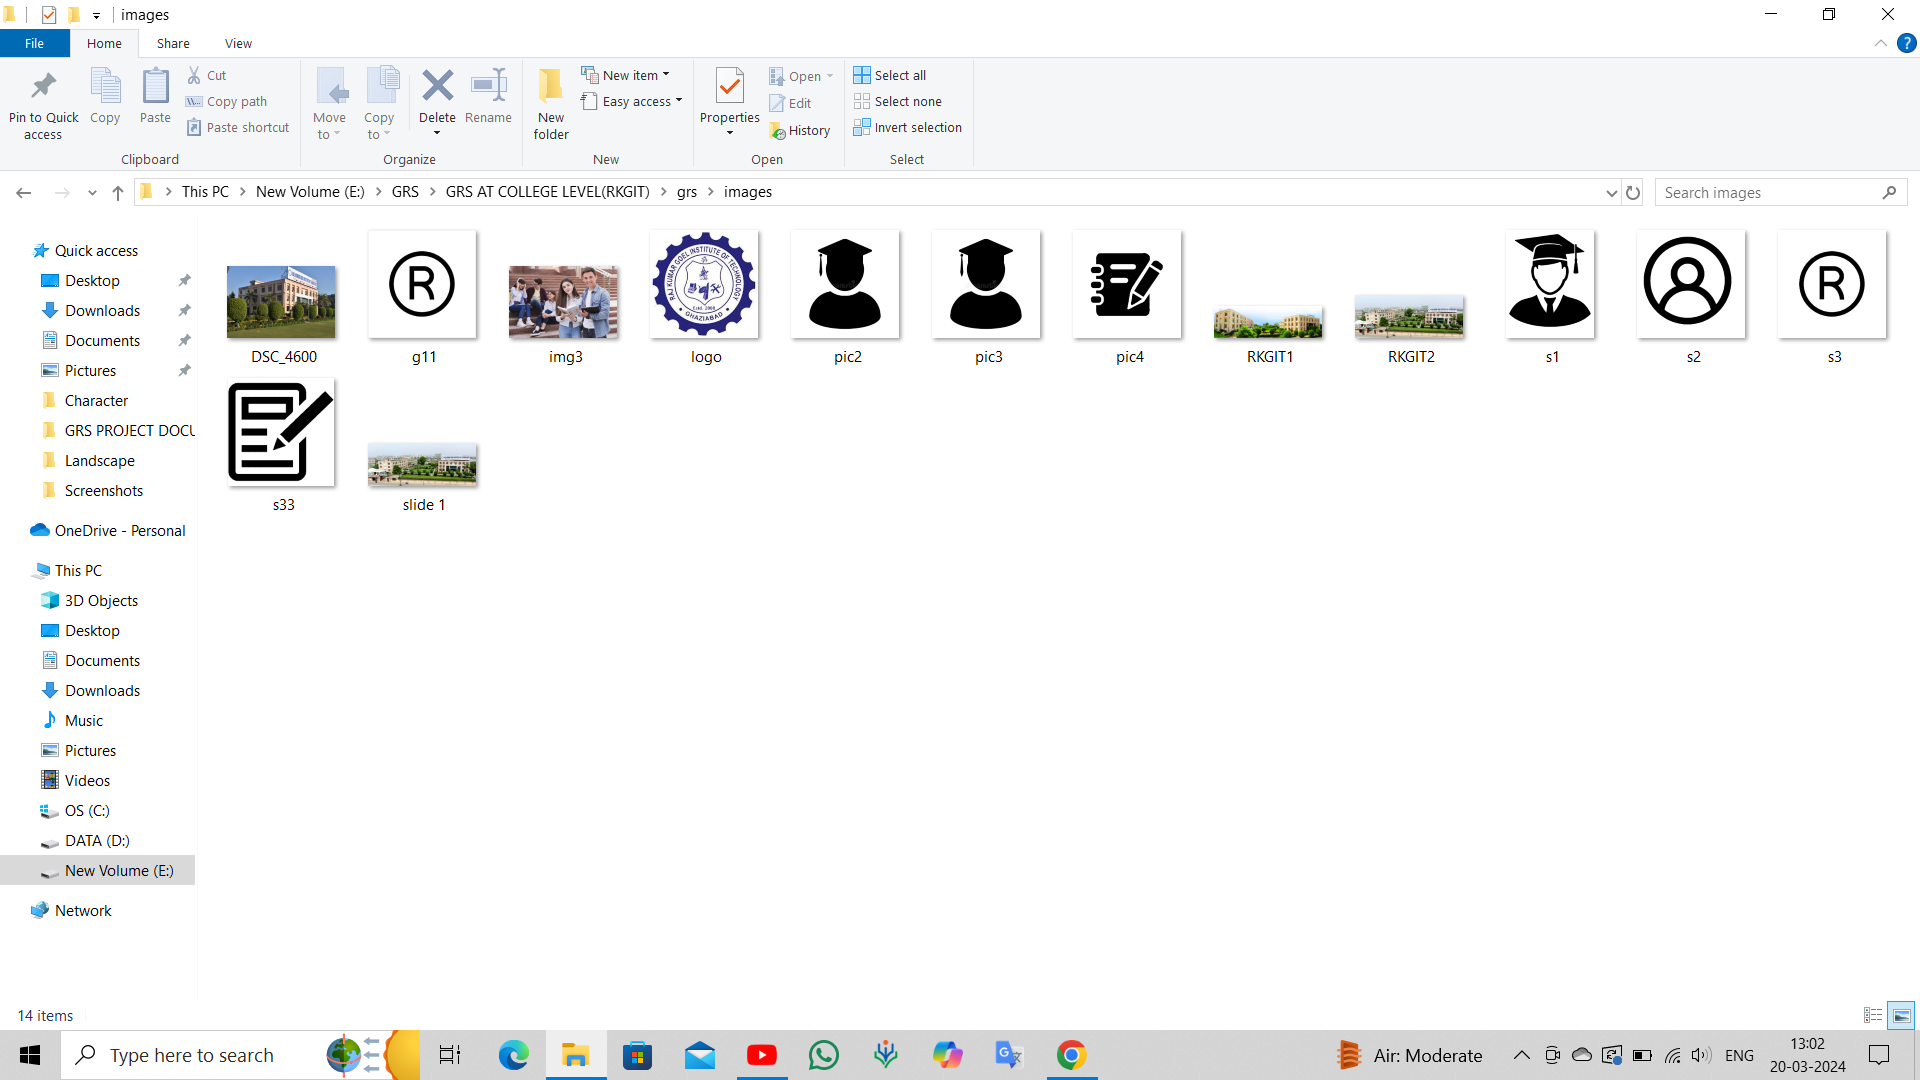 images
File Home Share View
Pin to Quick access
Copy
Paste
Cut
Copy path
Paste shortcut
Clipboard
Move to
Copy to
Delete
Rename
Organize
New folder
New item
Easy access
New
Properties
Open
Edit
History
Open
Select all
Select none
Invert selection
Select
This PC New Volume (E:) GRS GRS AT COLLEGE LEVEL(RKGIT) grs images
Search images
Quick access
Desktop
Downloads
Documents
Pictures
Character
GRS PROJECT DOCU
Landscape
Screenshots
OneDrive - Personal
This PC
3D Objects
Desktop
Documents
Downloads
Music
Pictures
Videos
OS (C:)
DATA (D:)
New Volume (E:)
Network
R
RAJ KUMAR GOEL INSTITUTE OF TECHNOLOGY
GHAZIABAD
R
DSC_4600 g11 img3 logo pic2 pic3 pic4 RKGIT1 RKGIT2 s1 s2 s3
s33 slide 1
14 items
Type here to search
Air: Moderate
ENG
13:02
20-03-2024